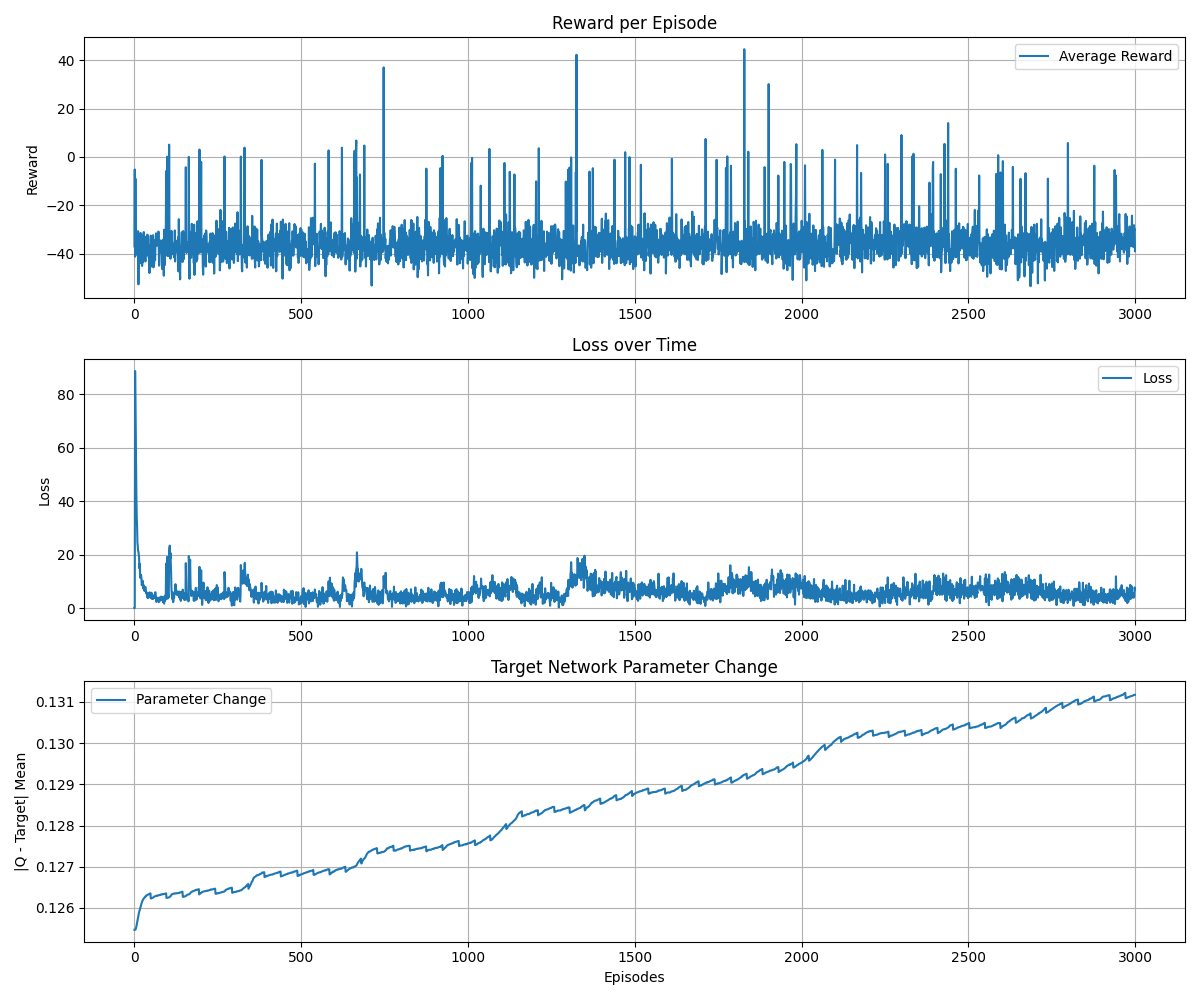 Reward per Episode
Average Reward
Reward
40
20
0
−20
−40
0 500 1000 1500 2000 2500 3000
Loss over Time
Loss
Loss
80
60
40
20
0
0 500 1000 1500 2000 2500 3000
Target Network Parameter Change
Parameter Change
|Q - Target| Mean
0.131
0.130
0.129
0.128
0.127
0.126
0 500 1000 1500 2000 2500 3000
Episodes